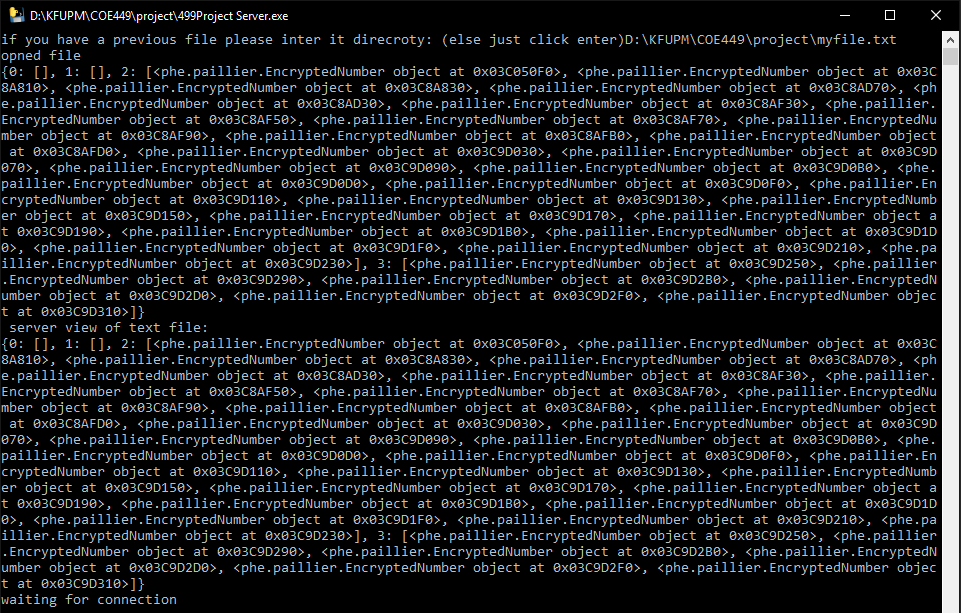 D:\KFUPM\COE449\project\499Project Server.exe
if you have a previous file please inter it direcroty: (else just click enter)D:\KFUPM\COE449\project\myfile.txt
opned file
{0: [], 1: [], 2: [<phe.paillier.EncryptedNumber object at 0x03C050F0>, <phe.paillier.EncryptedNumber object at 0x03C
8A810>, <phe.paillier.EncryptedNumber object at 0x03C8A830>, <phe.paillier.EncryptedNumber object at 0x03C8AD70>, <ph
e.paillier.EncryptedNumber object at 0x03C8AD30>, <phe.paillier.EncryptedNumber object at 0x03C8AF30>, <phe.paillier.
EncryptedNumber object at 0x03C8AF50>, <phe.paillier.EncryptedNumber object at 0x03C8AF70>, <phe.paillier.EncryptedNu
mber object at 0x03C8AF90>, <phe.paillier.EncryptedNumber object at 0x03C8AFB0>, <phe.paillier.EncryptedNumber object
 at 0x03C8AFD0>, <phe.paillier.EncryptedNumber object at 0x03C9D030>, <phe.paillier.EncryptedNumber object at 0x03C9D
070>, <phe.paillier.EncryptedNumber object at 0x03C9D090>, <phe.paillier.EncryptedNumber object at 0x03C9D0B0>, <phe.
paillier.EncryptedNumber object at 0x03C9D0D0>, <phe.paillier.EncryptedNumber object at 0x03C9D0F0>, <phe.paillier.En
cryptedNumber object at 0x03C9D110>, <phe.paillier.EncryptedNumber object at 0x03C9D130>, <phe.paillier.EncryptedNumb
er object at 0x03C9D150>, <phe.paillier.EncryptedNumber object at 0x03C9D170>, <phe.paillier.EncryptedNumber object a
t 0x03C9D190>, <phe.paillier.EncryptedNumber object at 0x03C9D1B0>, <phe.paillier.EncryptedNumber object at 0x03C9D1D
0>, <phe.paillier.EncryptedNumber object at 0x03C9D1F0>, <phe.paillier.EncryptedNumber object at 0x03C9D210>, <phe.pa
illier.EncryptedNumber object at 0x03C9D230>], 3: [<phe.paillier.EncryptedNumber object at 0x03C9D250>, <phe.paillier
.EncryptedNumber object at 0x03C9D290>, <phe.paillier.EncryptedNumber object at 0x03C9D2B0>, <phe.paillier.EncryptedN
umber object at 0x03C9D2D0>, <phe.paillier.EncryptedNumber object at 0x03C9D2F0>, <phe.paillier.EncryptedNumber objec
t at 0x03C9D310>]}
 server view of text file:
{0: [], 1: [], 2: [<phe.paillier.EncryptedNumber object at 0x03C050F0>, <phe.paillier.EncryptedNumber object at 0x03C
8A810>, <phe.paillier.EncryptedNumber object at 0x03C8A830>, <phe.paillier.EncryptedNumber object at 0x03C8AD70>, <ph
e.paillier.EncryptedNumber object at 0x03C8AD30>, <phe.paillier.EncryptedNumber object at 0x03C8AF30>, <phe.paillier.
EncryptedNumber object at 0x03C8AF50>, <phe.paillier.EncryptedNumber object at 0x03C8AF70>, <phe.paillier.EncryptedNu
mber object at 0x03C8AF90>, <phe.paillier.EncryptedNumber object at 0x03C8AFB0>, <phe.paillier.EncryptedNumber object
 at 0x03C8AFD0>, <phe.paillier.EncryptedNumber object at 0x03C9D030>, <phe.paillier.EncryptedNumber object at 0x03C9D
070>, <phe.paillier.EncryptedNumber object at 0x03C9D090>, <phe.paillier.EncryptedNumber object at 0x03C9D0B0>, <phe.
paillier.EncryptedNumber object at 0x03C9D0D0>, <phe.paillier.EncryptedNumber object at 0x03C9D0F0>, <phe.paillier.En
cryptedNumber object at 0x03C9D110>, <phe.paillier.EncryptedNumber object at 0x03C9D130>, <phe.paillier.EncryptedNumb
er object at 0x03C9D150>, <phe.paillier.EncryptedNumber object at 0x03C9D170>, <phe.paillier.EncryptedNumber object a
t 0x03C9D190>, <phe.paillier.EncryptedNumber object at 0x03C9D1B0>, <phe.paillier.EncryptedNumber object at 0x03C9D1D
0>, <phe.paillier.EncryptedNumber object at 0x03C9D1F0>, <phe.paillier.EncryptedNumber object at 0x03C9D210>, <phe.pa
illier.EncryptedNumber object at 0x03C9D230>], 3: [<phe.paillier.EncryptedNumber object at 0x03C9D250>, <phe.paillier
.EncryptedNumber object at 0x03C9D290>, <phe.paillier.EncryptedNumber object at 0x03C9D2B0>, <phe.paillier.EncryptedN
umber object at 0x03C9D2D0>, <phe.paillier.EncryptedNumber object at 0x03C9D2F0>, <phe.paillier.EncryptedNumber objec
t at 0x03C9D310>]}
waiting for connection